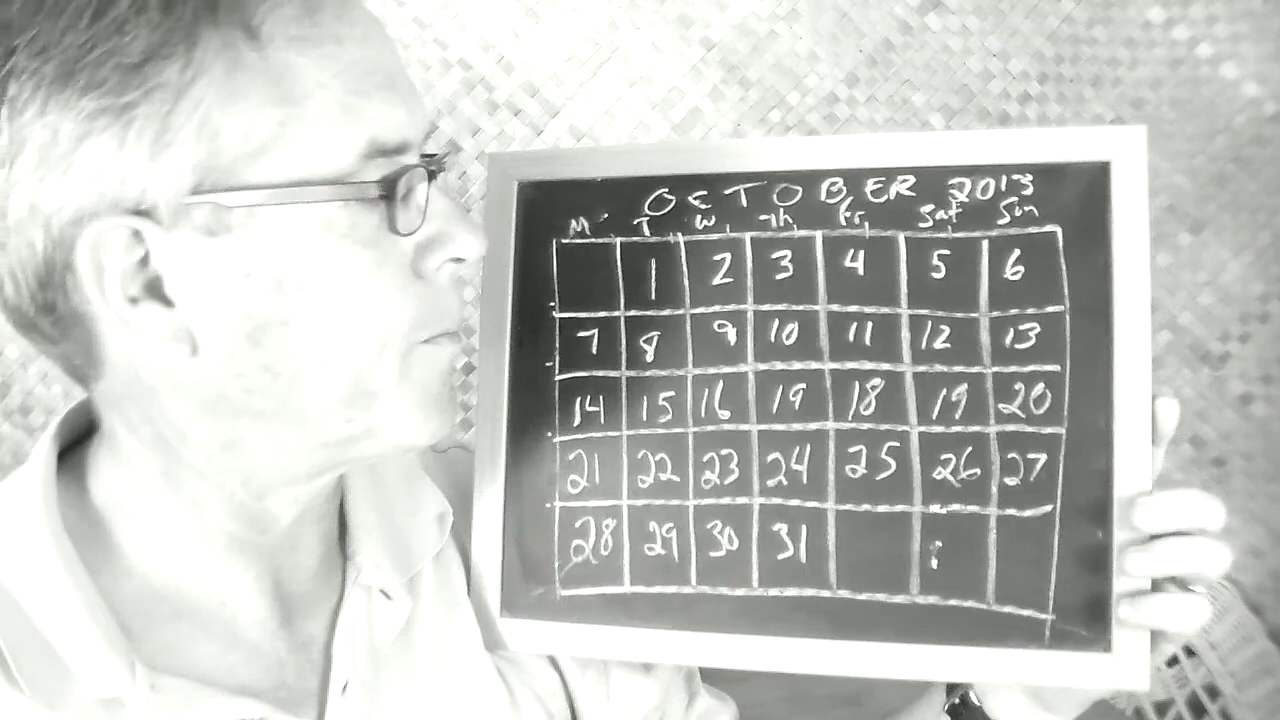 OCTOBER 2013
M T W Th Fr Sat Sun
1 2 3 4 5 6
7 8 9 10 11 12 13
14 15 16 19 18 19 20
21 22 23 24 25 26 27
28 29 30 31